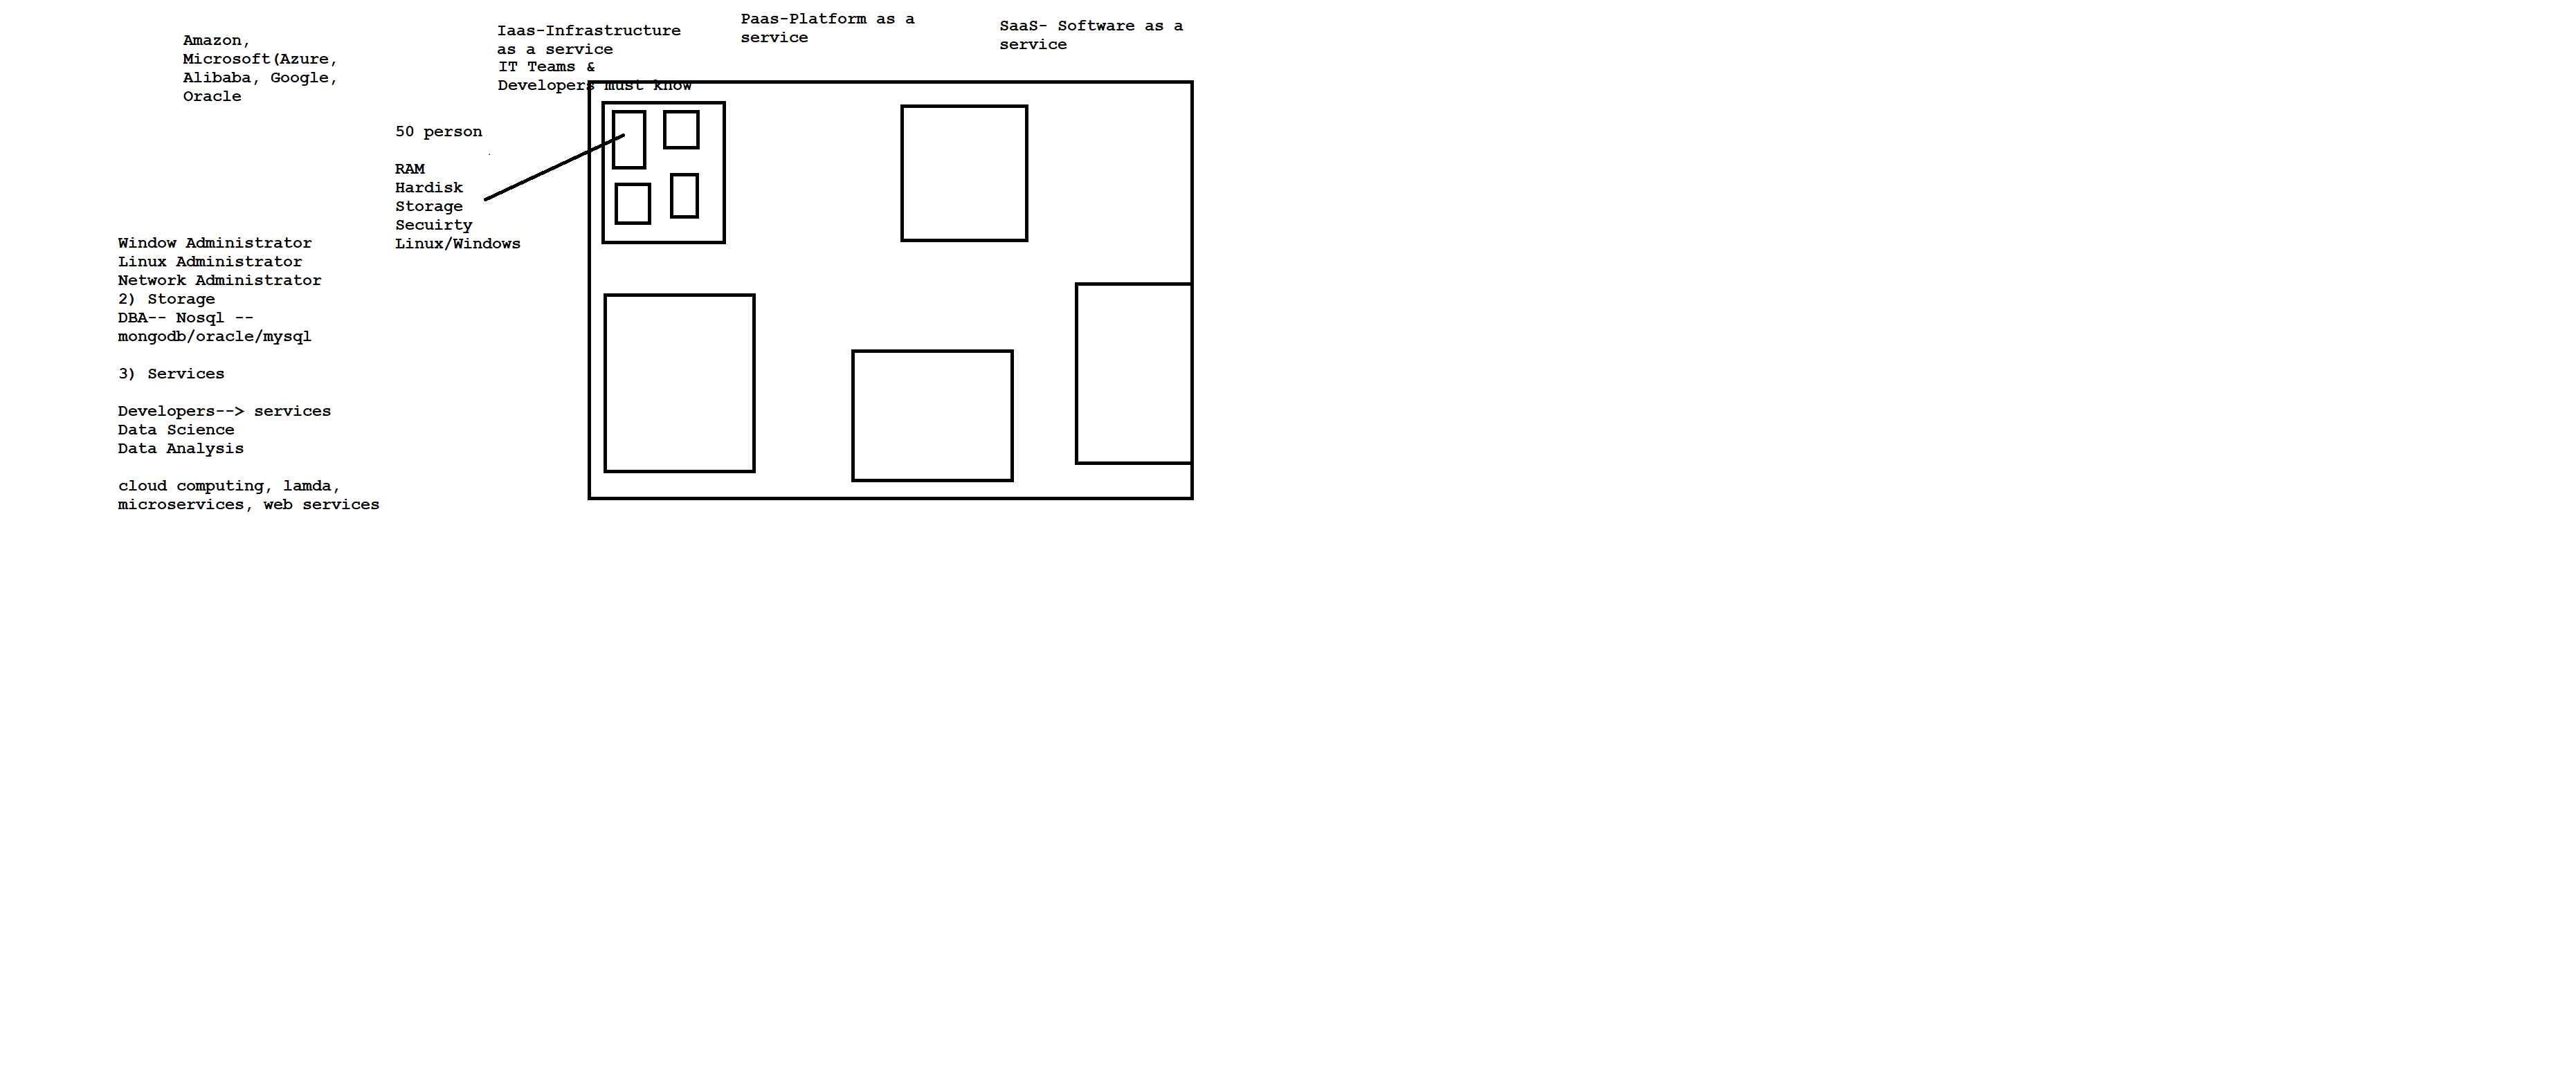 Amazon,
Microsoft(Azure,
Alibaba, Google,
Oracle
Iaas-Infrastructure
as a service
IT Teams &
Developers must know
Paas-Platform as a
service
SaaS- Software as a
service
50 person
RAM
Hardisk
Storage
Secuirty
Linux/Windows
Window Administrator
Linux Administrator
Network Administrator
2) Storage
DBA-- Nosql --
mongodb/oracle/mysql
3) Services
Developers--> services
Data Science
Data Analysis
cloud computing, lamda,
microservices, web services